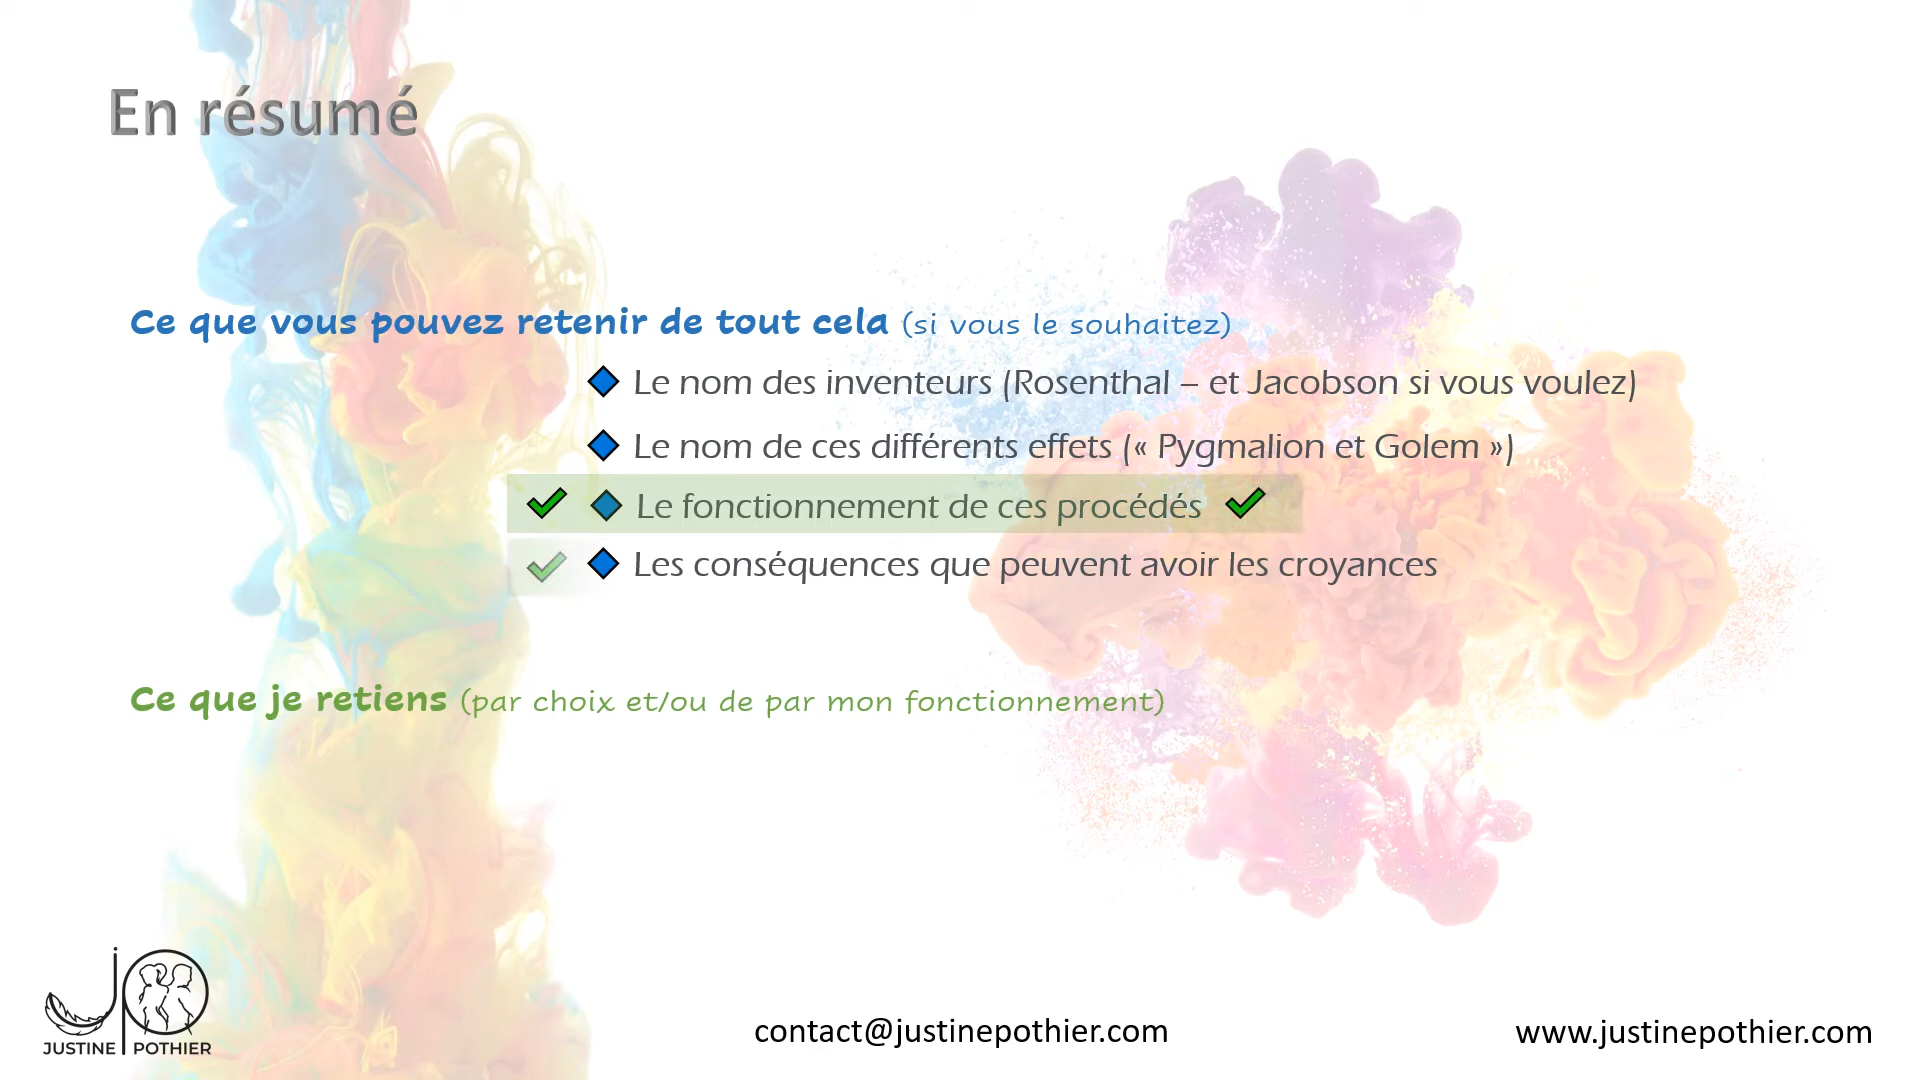 En résumé
Ce que vous pouvez retenir de tout cela (si vous le souhaitez)
Le nom des inventeurs (Rosenthal – et Jacobson si vous voulez)
Le nom de ces différents effets (« Pygmalion et Golem »)
Le fonctionnement de ces procédés
Les conséquences que peuvent avoir les croyances
Ce que je retiens (par choix et/ou de par mon fonctionnement)
JP
JUSTINE POTHIER
contact@justinepothier.com
www.justinepothier.com